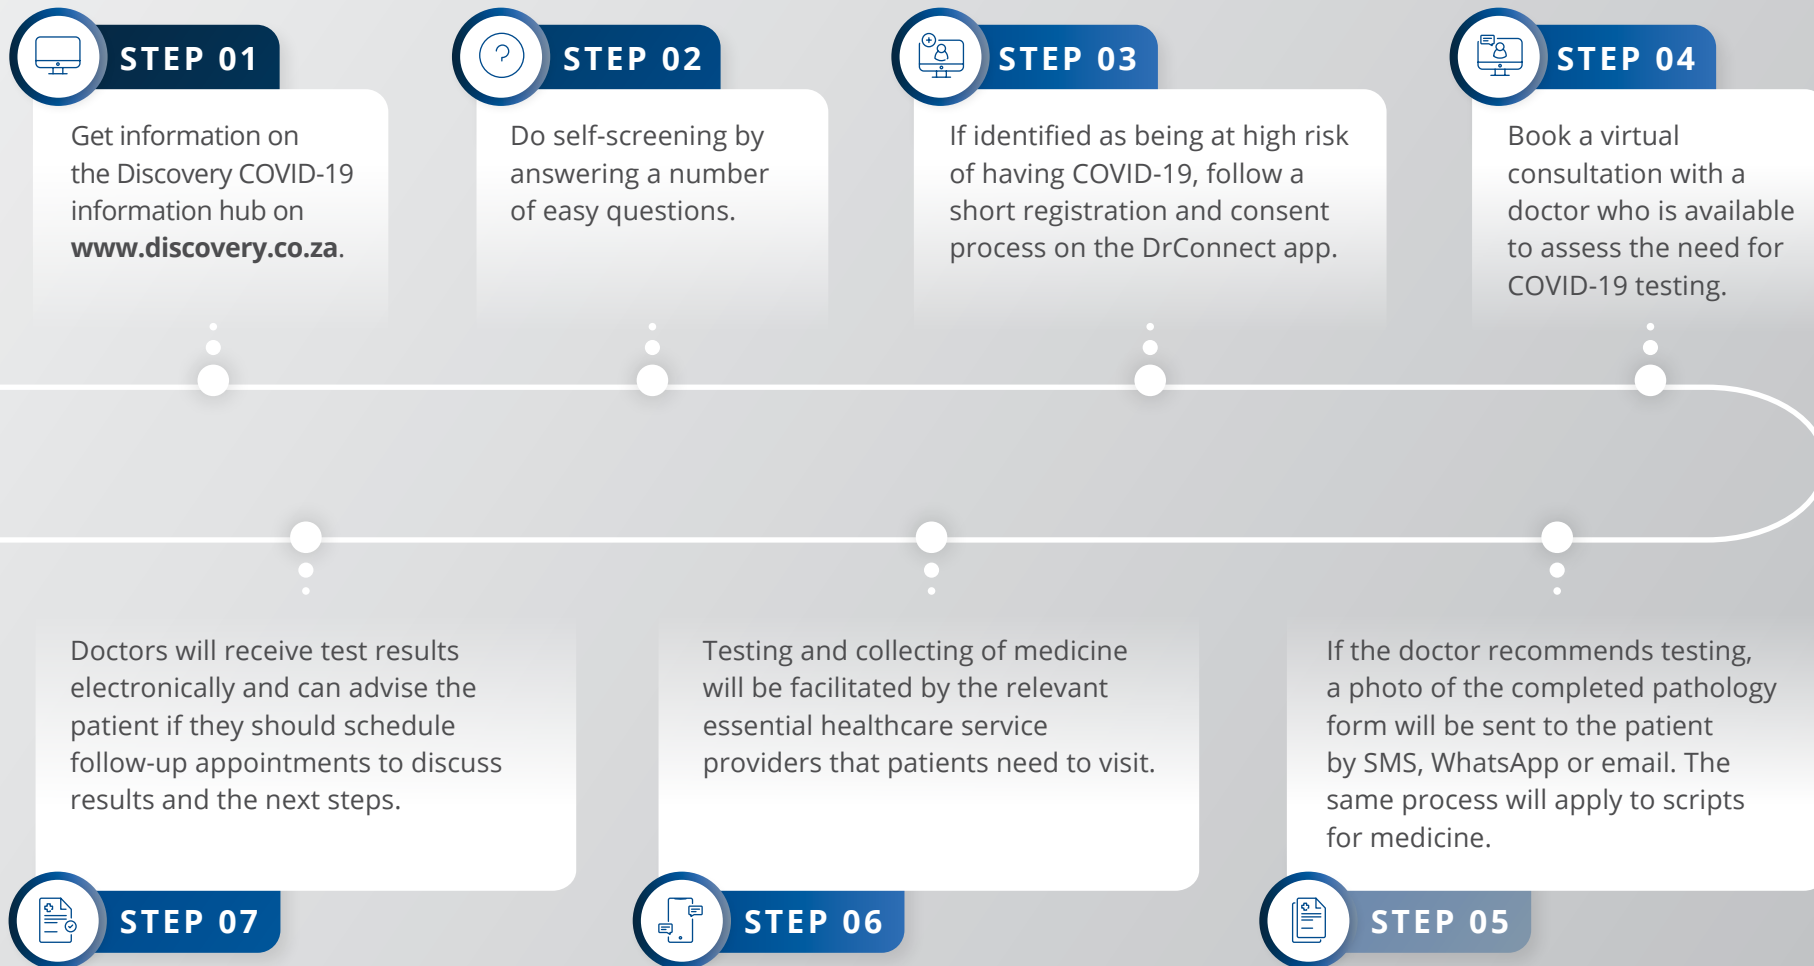 STEP 01
Get information on
the Discovery COVID-19
information hub on
www.discovery.co.za.
STEP 02
Do self-screening by
answering a number
of easy questions.
STEP 03
If identified as being at high risk
of having COVID-19, follow a
short registration and consent
process on the DrConnect app.
STEP 04
Book a virtual
consultation with a
doctor who is available
to assess the need for
COVID-19 testing.
If the doctor recommends testing,
a photo of the completed pathology
form will be sent to the patient
by SMS, WhatsApp or email. The
same process will apply to scripts
for medicine.
STEP 05
Testing and collecting of medicine
will be facilitated by the relevant
essential healthcare service
providers that patients need to visit.
STEP 06
Doctors will receive test results
electronically and can advise the
patient if they should schedule
follow-up appointments to discuss
results and the next steps.
STEP 07